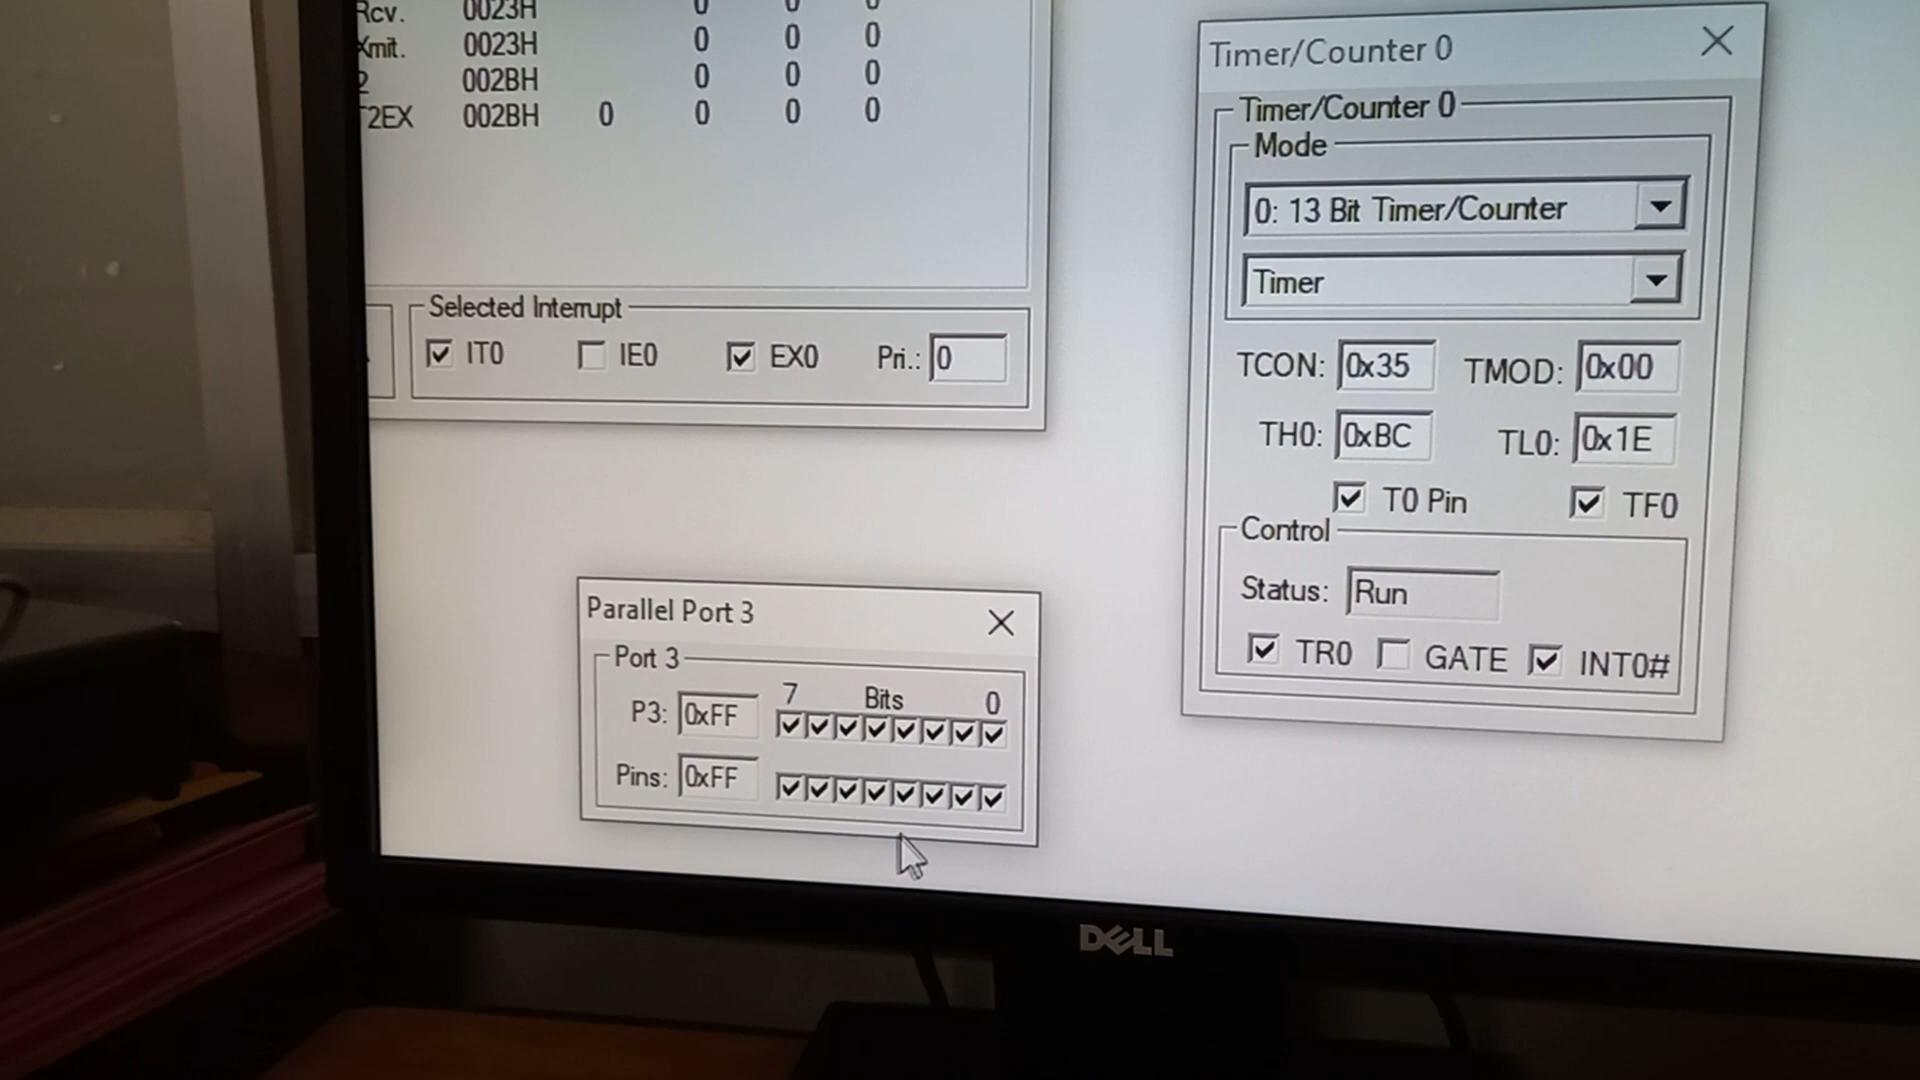 Rcv. 0023H 0 0 0
Xmit. 0023H 0 0 0
2 002BH 0 0 0
T2EX 002BH 0 0 0 0
Selected Interrupt
IT0 IE0 EX0 Pri.: 0
Parallel Port 3
Port 3
7 Bits 0
P3: 0xFF
Pins: 0xFF
Timer/Counter 0
Timer/Counter 0
Mode
0: 13 Bit Timer/Counter
Timer
TCON: 0x35 TMOD: 0x00
TH0: 0xBC TL0: 0x1E
T0 Pin TF0
Control
Status: Run
TR0 GATE INT0#
DELL